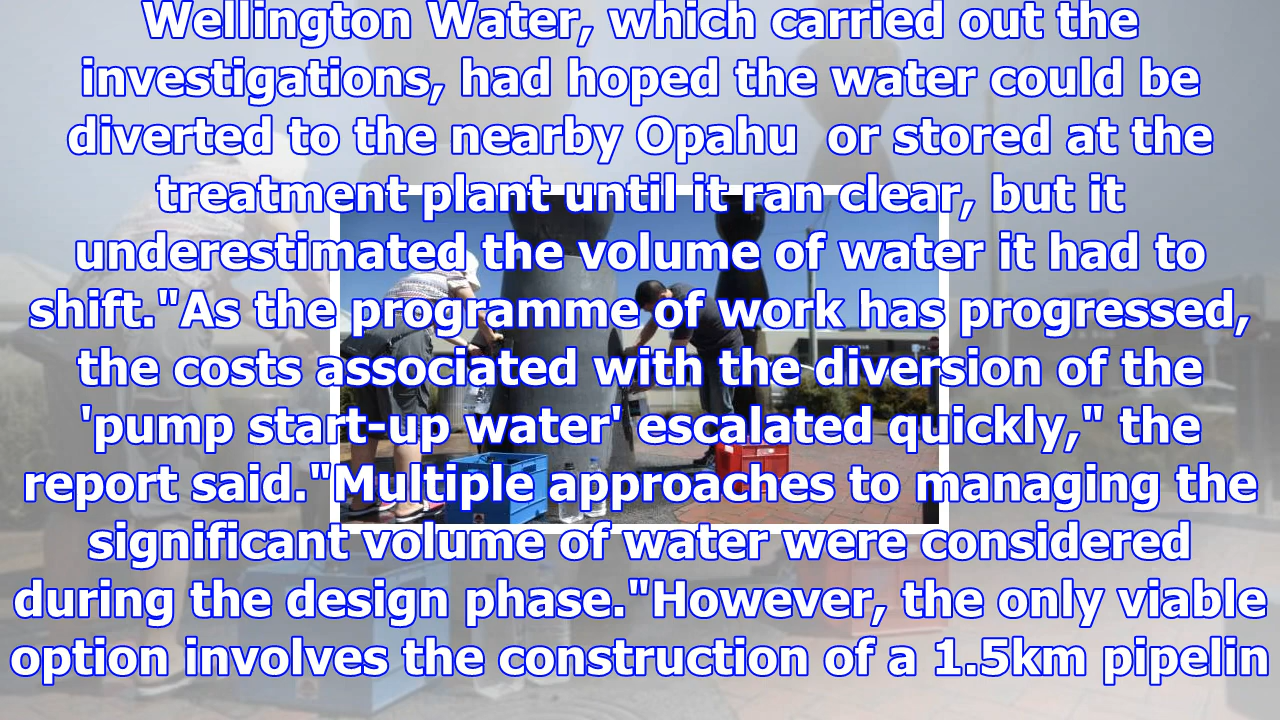 Wellington Water, which carried out the
investigations, had hoped the water could be
diverted to the nearby Opahu  or stored at the
treatment plant until it ran clear, but it
underestimated the volume of water it had to
shift."As the programme of work has progressed,
the costs associated with the diversion of the
'pump start-up water' escalated quickly," the
report said."Multiple approaches to managing the
significant volume of water were considered
during the design phase."However, the only viable
option involves the construction of a 1.5km pipelin